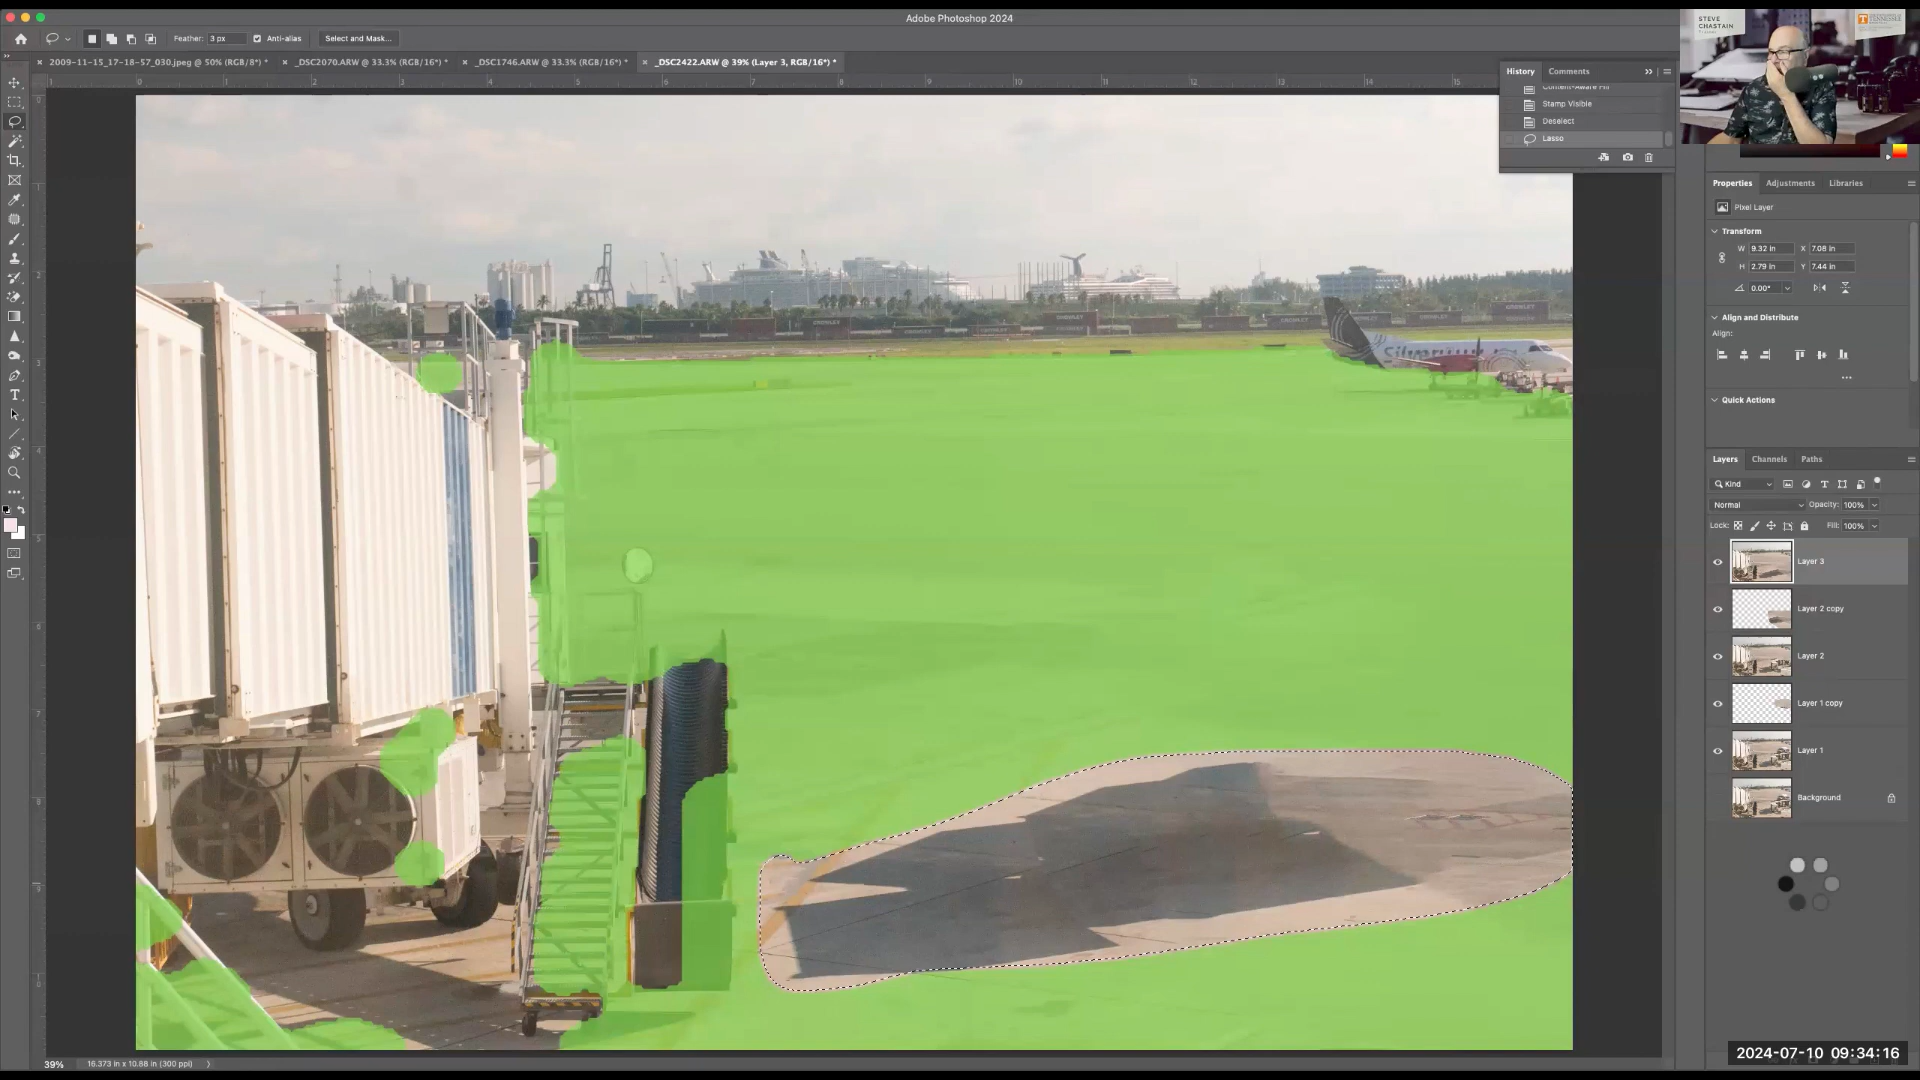 Adobe Photoshop 2024
STEVE
CHASTAIN
Feather: 3 px
Anti-alias
Select and Mask...
2009-11-15_17-18-57_030.jpeg @ 50% (RGB/8*) *
_DSC2070.ARW @ 33.3% (RGB/16*) *
_DSC1746.ARW @ 33.3% (RGB/16*) *
_DSC2422.ARW @ 39% (Layer 3, RGB/16*) *
History
Comments
Content-Aware Fill
Stamp Visible
Deselect
Lasso
Properties
Adjustments
Libraries
Pixel Layer
Transform
W 9.32 in X 7.08 in
H 2.79 in Y 7.44 in
0.00°
Align and Distribute
Align:
Quick Actions
Layers
Channels
Paths
Kind
Normal
Opacity: 100%
Lock:
Fill: 100%
Layer 3
Layer 2 copy
Layer 2
Layer 1 copy
Layer 1
Background
39%
16.373 in x 10.88 in (300 ppi)
2024-07-10 09:34:16